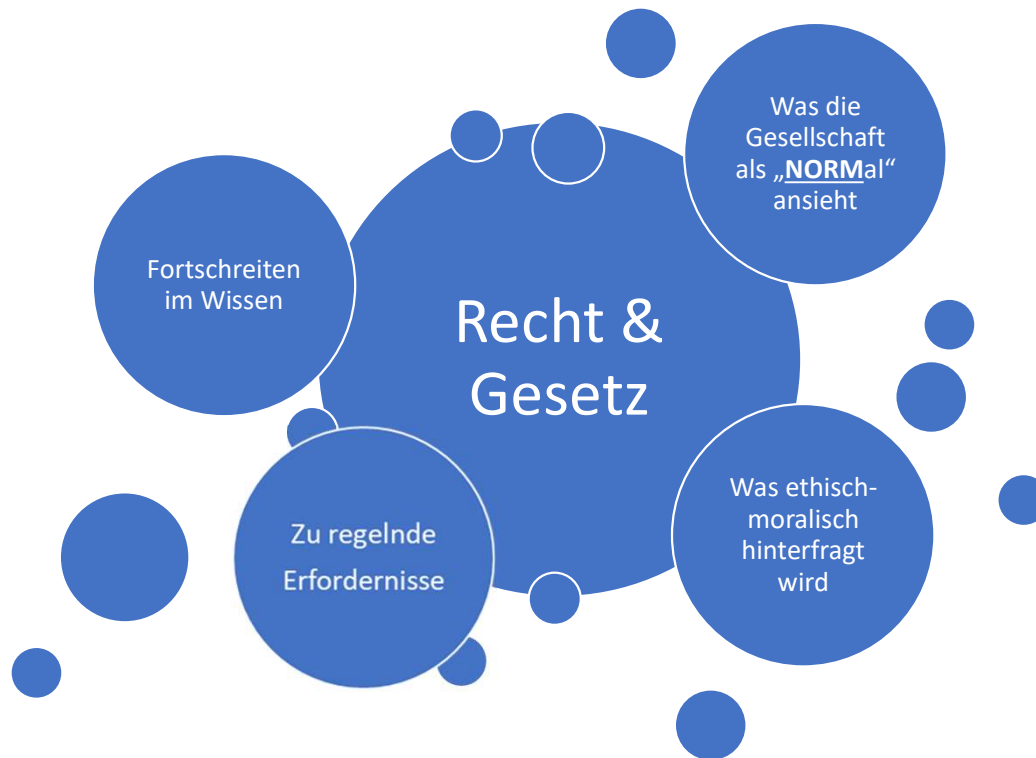 Was die
Gesellschaft
als „NORMal“
ansieht
Fortschreiten
im Wissen
Recht &
Gesetz
Was ethisch-
moralisch
hinterfragt
wird
Zu regelnde
Erfordernisse